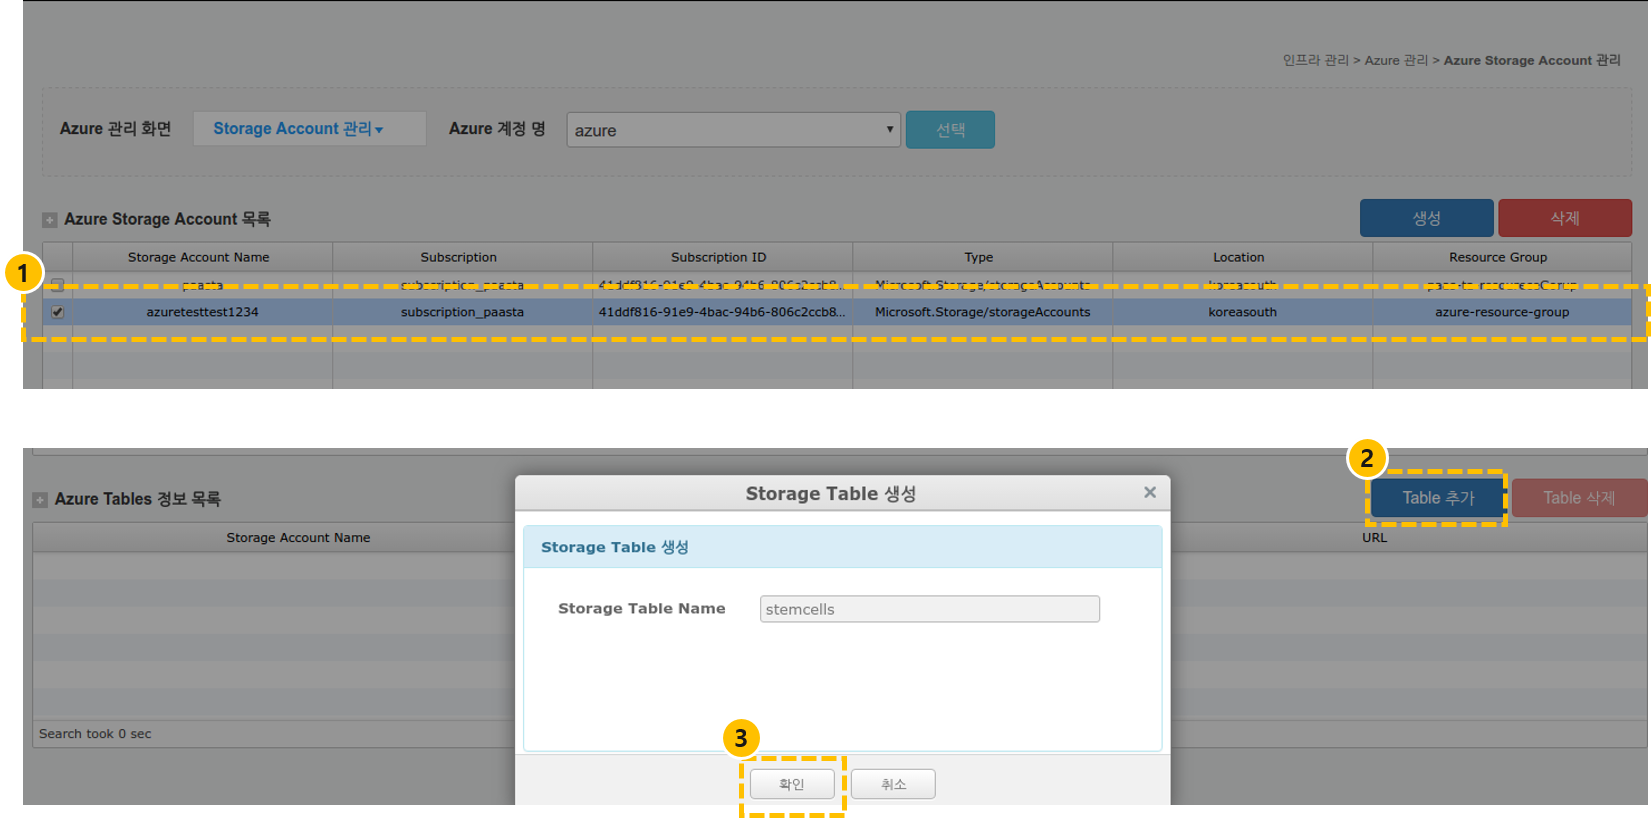 인프라 관리 > Azure 관리 > Azure Storage Account 관리
Azure 관리 화면 Storage Account 관리 Azure 계정 명 azure 선택
Azure Storage Account 목록 생성 삭제
Storage Account Name Subscription Subscription ID Type Location Resource Group
1
paasta subscription_paasta 41ddf816-91e9-4bac-94b6-806c2ccb8... Microsoft.Storage/storageAccounts koreasouth
azuretesttest1234 subscription_paasta 41ddf816-91e9-4bac-94b6-806c2ccb8... Microsoft.Storage/storageAccounts koreasouth azure-resource-group
2
Azure Tables 정보 목록 Table 추가 Table 삭제
Storage Account Name URL
Storage Table 생성 ×
Storage Table 생성
Storage Table Name stemcells
Search took 0 sec
3
확인 취소